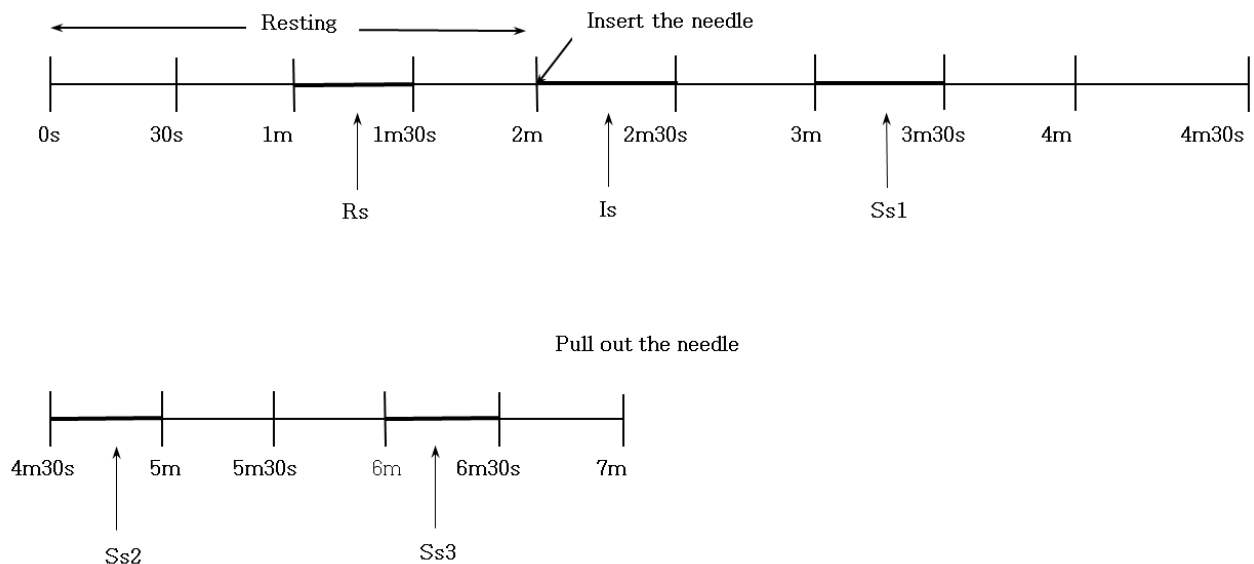 Resting
Insert the needle
0s 30s 1m 1m30s 2m 2m30s 3m 3m30s 4m 4m30s
Rs Is Ss1
Pull out the needle
4m30s 5m 5m30s 6m 6m30s 7m
Ss2 Ss3